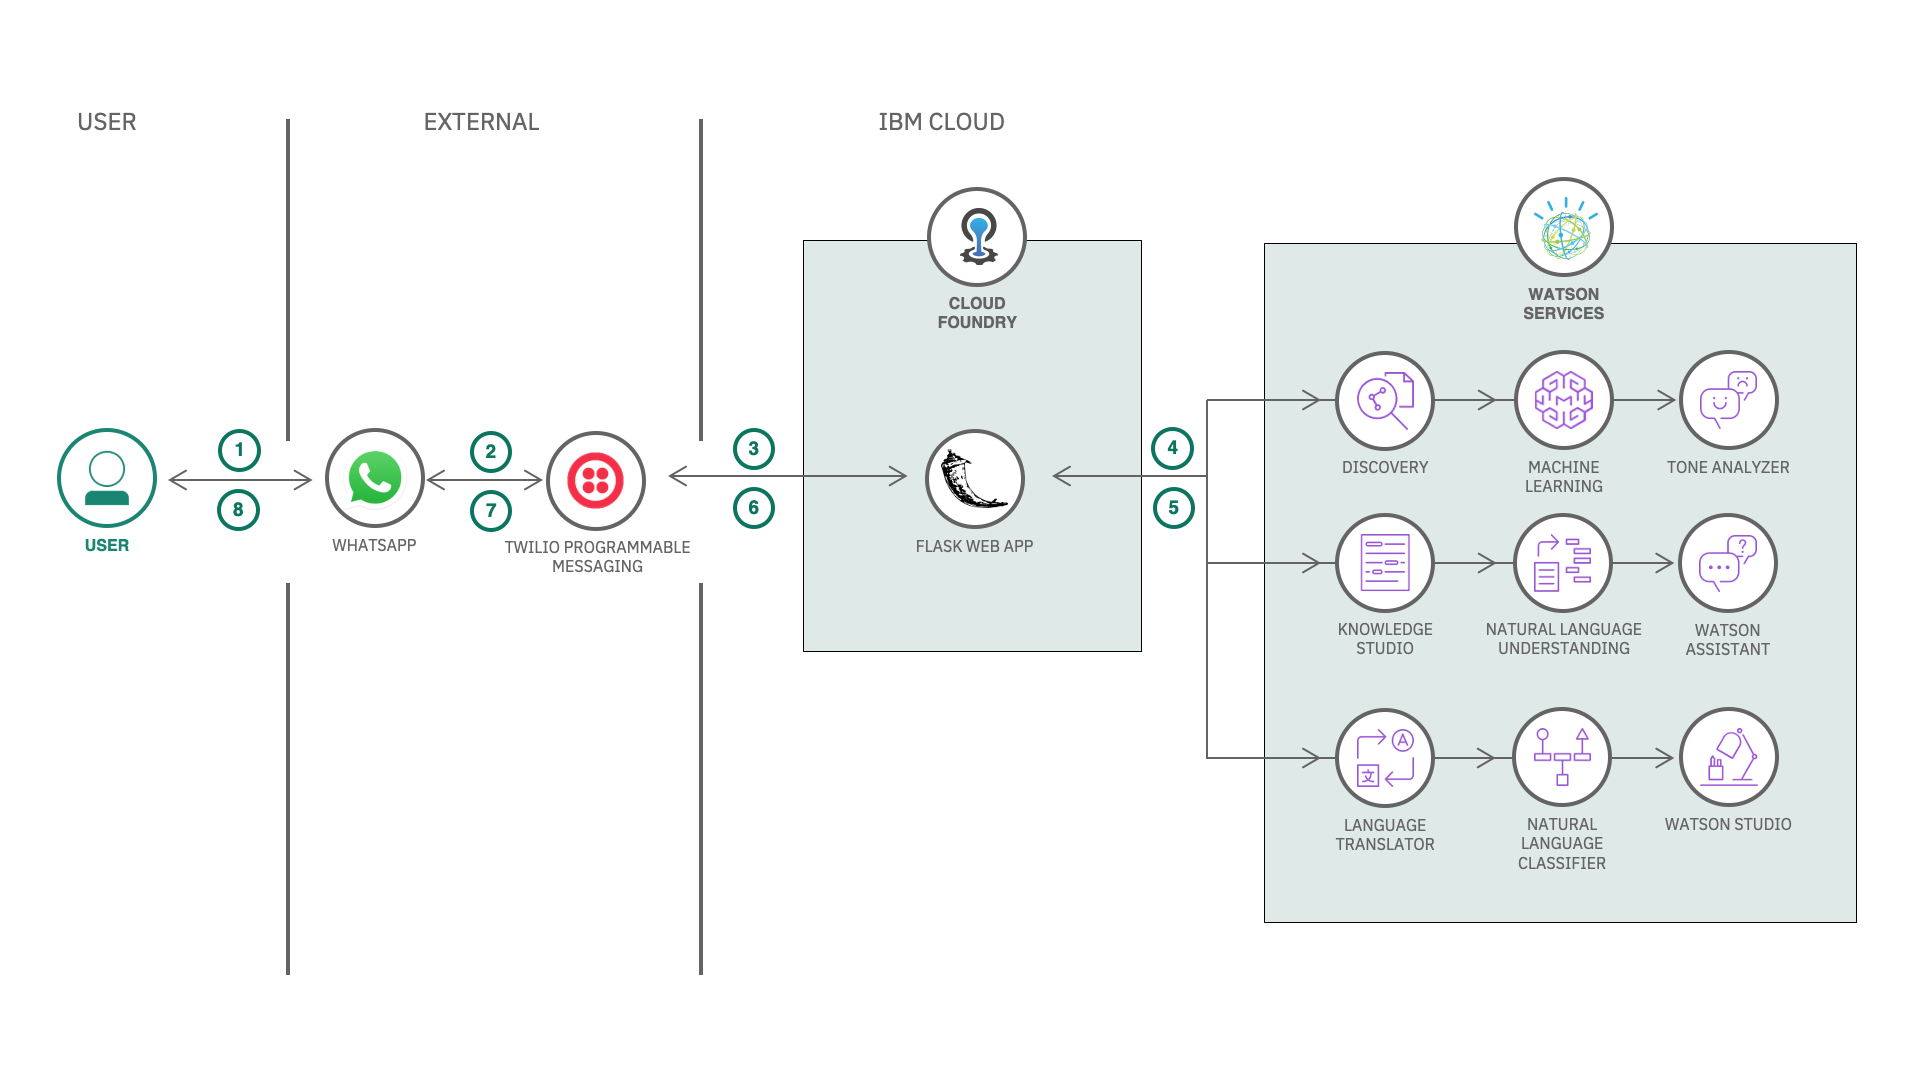 USER
EXTERNAL
IBM CLOUD
CLOUD
FOUNDRY
WATSON
SERVICES
1
8
2
7
3
6
4
5
USER
WHATSAPP
TWILIO PROGRAMMABLE
MESSAGING
FLASK WEB APP
DISCOVERY
MACHINE
LEARNING
TONE ANALYZER
?
KNOWLEDGE
STUDIO
NATURAL LANGUAGE
UNDERSTANDING
WATSON
ASSISTANT
A
文
LANGUAGE
TRANSLATOR
NATURAL
LANGUAGE
CLASSIFIER
WATSON STUDIO